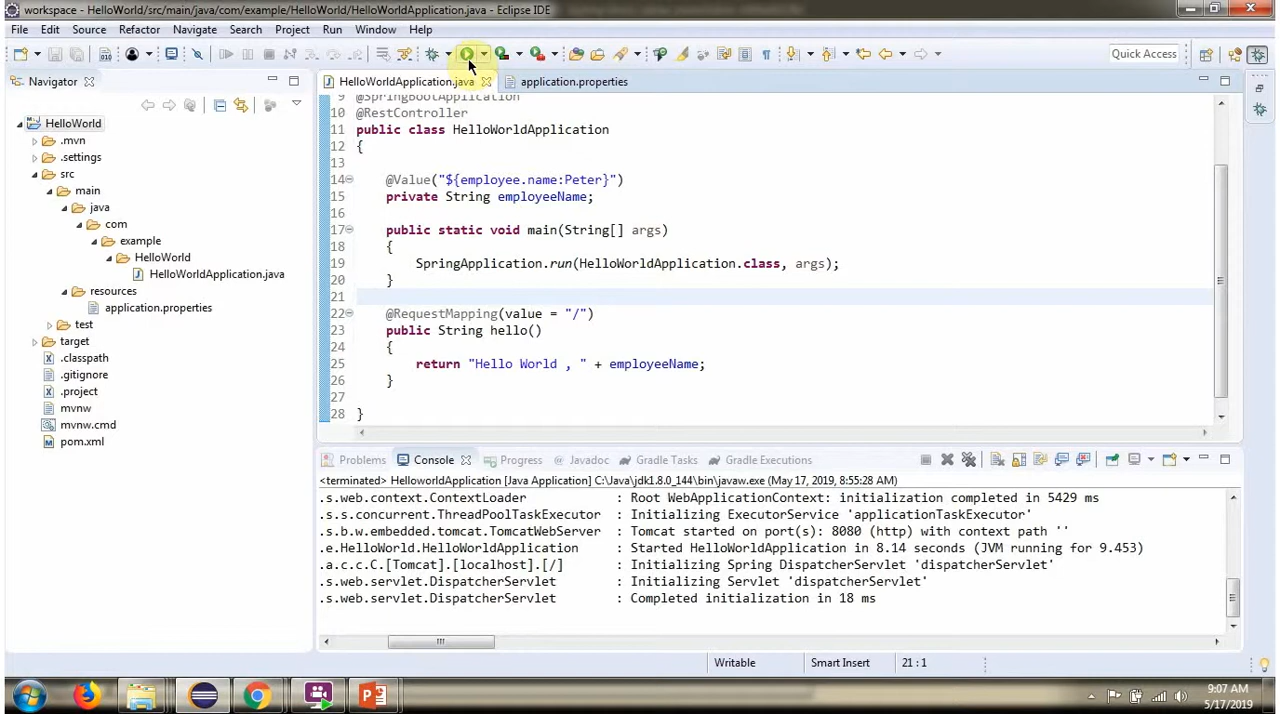 workspace - HelloWorld/src/main/java/com/example/HelloWorld/HelloWorldApplication.java - Eclipse IDE
File Edit Source Refactor Navigate Search Project Run Window Help
Quick Access
Navigator
HelloWorld
.mvn
.settings
src
main
java
com
example
HelloWorld
HelloWorldApplication.java
resources
application.properties
test
target
.classpath
.gitignore
.project
mvnw
mvnw.cmd
pom.xml
HelloWorldApplication.java application.properties
9 @SpringBootApplication
10 @RestController
11 public class HelloWorldApplication
12 {
13
14 @Value("${employee.name:Peter}")
15 private String employeeName;
16
17 public static void main(String[] args)
18 {
19 SpringApplication.run(HelloWorldApplication.class, args);
20 }
21
22 @RequestMapping(value = "/")
23 public String hello()
24 {
25 return "Hello World , " + employeeName;
26 }
27
28 }
Problems Console Progress Javadoc Gradle Tasks Gradle Executions
<terminated> HelloworldApplication [Java Application] C:\Java\jdk1.8.0_144\bin\javaw.exe (May 17, 2019, 8:55:28 AM)
.s.web.context.ContextLoader : Root WebApplicationContext: initialization completed in 5429 ms
.s.s.concurrent.ThreadPoolTaskExecutor : Initializing ExecutorService 'applicationTaskExecutor'
.s.b.w.embedded.tomcat.TomcatWebServer : Tomcat started on port(s): 8080 (http) with context path ''
.e.HelloWorld.HelloWorldApplication : Started HelloWorldApplication in 8.14 seconds (JVM running for 9.453)
.a.c.c.C.[Tomcat].[localhost].[/] : Initializing Spring DispatcherServlet 'dispatcherServlet'
.s.web.servlet.DispatcherServlet : Initializing Servlet 'dispatcherServlet'
.s.web.servlet.DispatcherServlet : Completed initialization in 18 ms
Writable Smart Insert 21 : 1
9:07 AM
5/17/2019